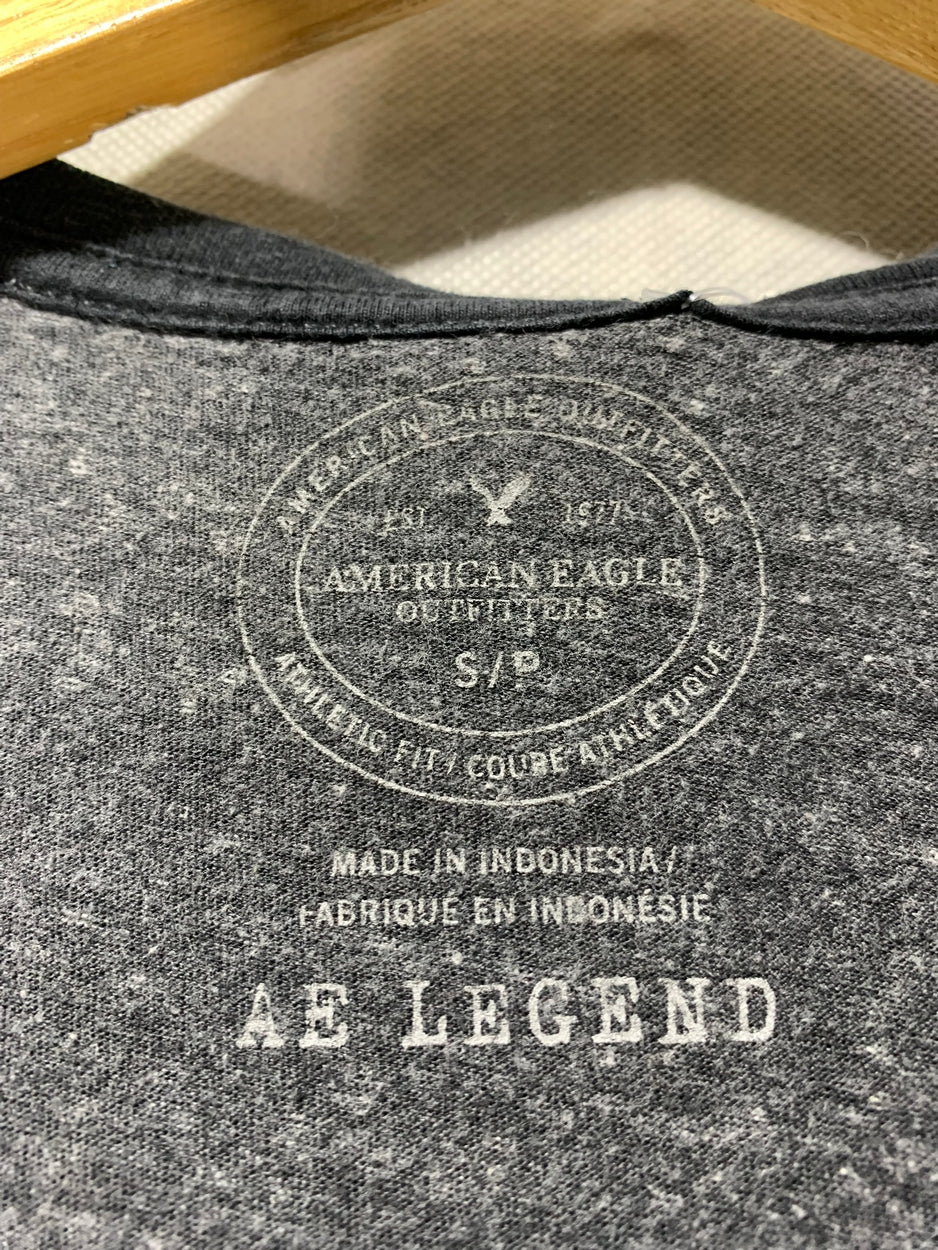 AMERICAN EAGLE OUTFITTERS
EST 1977
AMERICAN EAGLE
OUTFITTERS
S/P
ATHLETIC FIT / COUPE ATHLÉTIQUE
MADE IN INDONESIA/
FABRIQUÉ EN INDONÉSIE
AE LEGEND